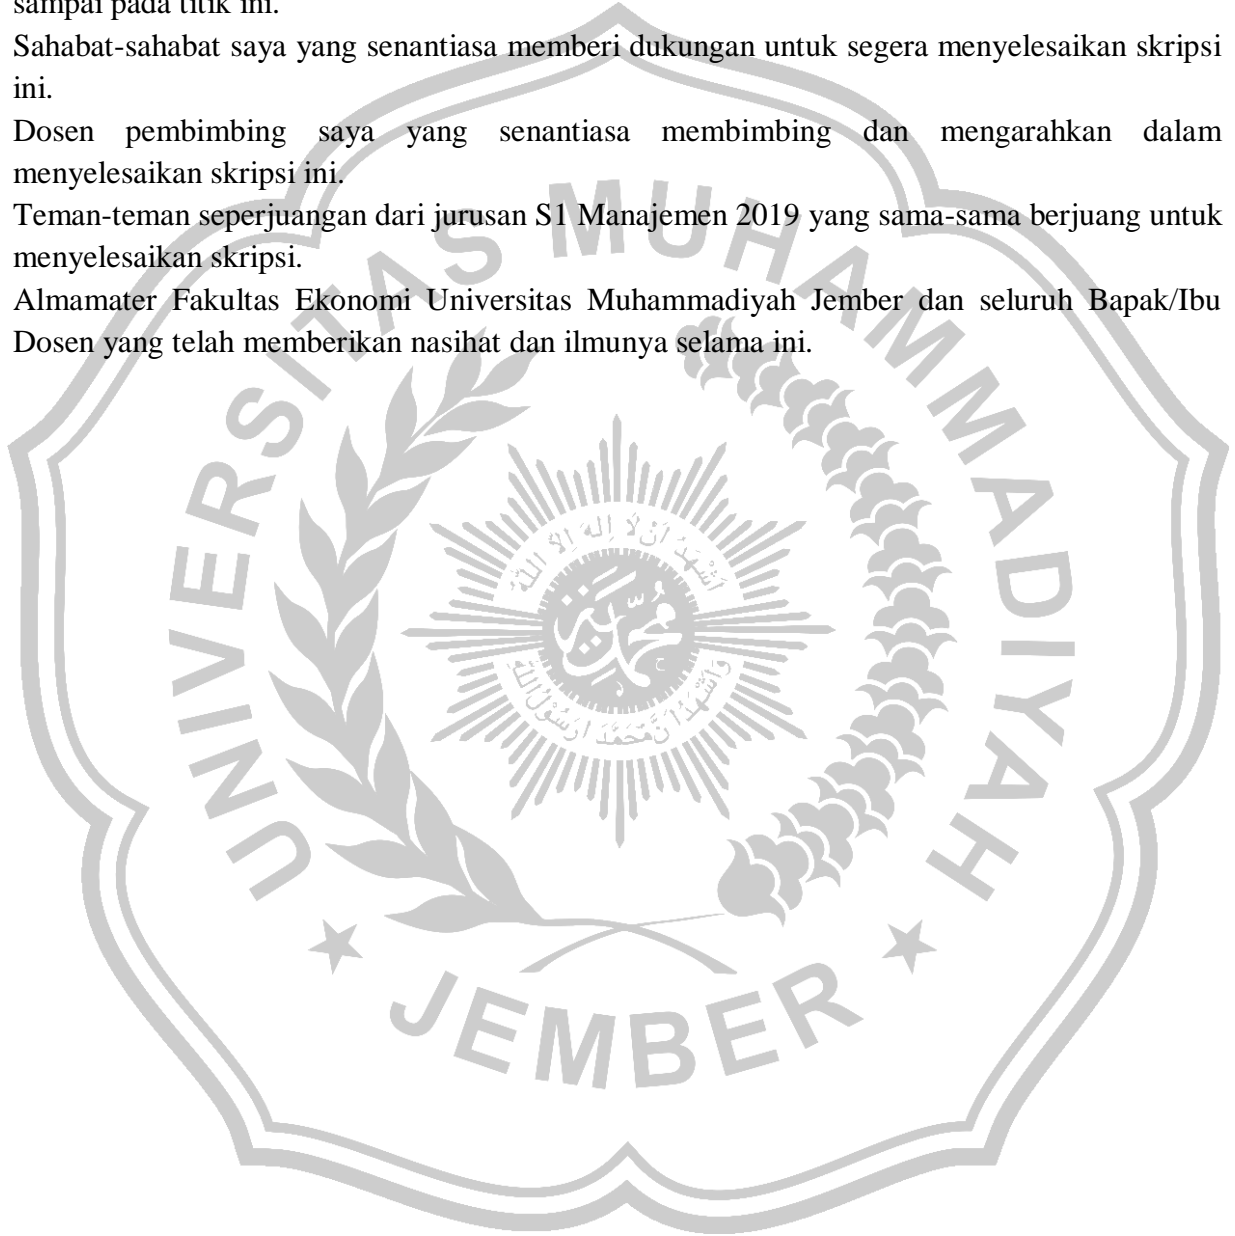 sampai pada titik ini.
Sahabat-sahabat saya yang senantiasa memberi dukungan untuk segera menyelesaikan skripsi
ini.
Dosen pembimbing saya yang senantiasa membimbing dan mengarahkan dalam
menyelesaikan skripsi ini.
Teman-teman seperjuangan dari jurusan S1 Manajemen 2019 yang sama-sama berjuang untuk
menyelesaikan skripsi.
Almamater Fakultas Ekonomi Universitas Muhammadiyah Jember dan seluruh Bapak/Ibu
Dosen yang telah memberikan nasihat dan ilmunya selama ini.
UNIVERSITAS MUHAMMADIYAH
JEMBER